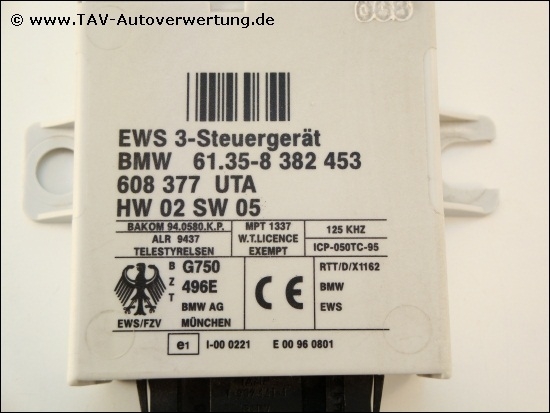 © www.TAV-Autoverwertung.de
EWS 3-Steuergerät
BMW 61.35-8 382 453
608 377 UTA
HW 02 SW 05
BAKOM 94.0580.K.P.
ALR 9437
TELESTYRELSEN
MPT 1337
W.T.LICENCE
EXEMPT
125 KHZ
ICP-050TC-95
B Z T
G750
496E
BMW AG
MÜNCHEN
EWS/FZV
CE
RTT/D/X1162
BMW
EWS
e1 I-00 0221 E 00 96 0801